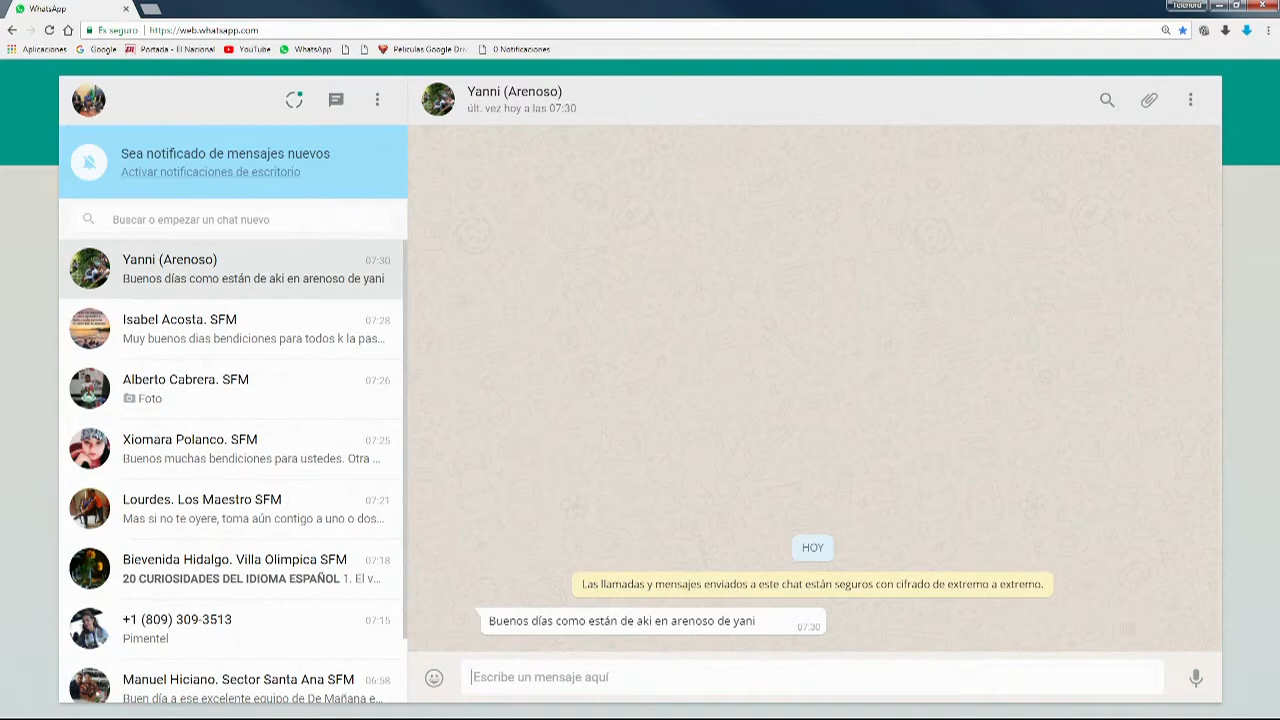 WhatsApp
Telenord
Es seguro https://web.whatsapp.com
Aplicaciones Google Portada - El Nacional YouTube WhatsApp Peliculas Google Dri 0 Notificaciones
Sea notificado de mensajes nuevos
Activar notificaciones de escritorio
Buscar o empezar un chat nuevo
Yanni (Arenoso) 07:30
Buenos días como están de aki en arenoso de yani
Isabel Acosta. SFM 07:28
Muy buenos dias bendiciones para todos k la pas...
Alberto Cabrera. SFM 07:26
Foto
Xiomara Polanco. SFM 07:25
Buenos muchas bendiciones para ustedes. Otra ...
Lourdes. Los Maestro SFM 07:21
Mas si no te oyere, toma aún contigo a uno o dos...
Bievenida Hidalgo. Villa Olimpica SFM 07:18
20 CURIOSIDADES DEL IDIOMA ESPAÑOL 1. El v...
+1 (809) 309-3513 07:15
Pimentel
Manuel Hiciano. Sector Santa Ana SFM 06:58
Buen día a ese excelente equipo de De Mañana e...
Yanni (Arenoso)
últ. vez hoy a las 07:30
HOY
Las llamadas y mensajes enviados a este chat están seguros con cifrado de extremo a extremo.
Buenos días como están de aki en arenoso de yani 07:30
Escribe un mensaje aquí